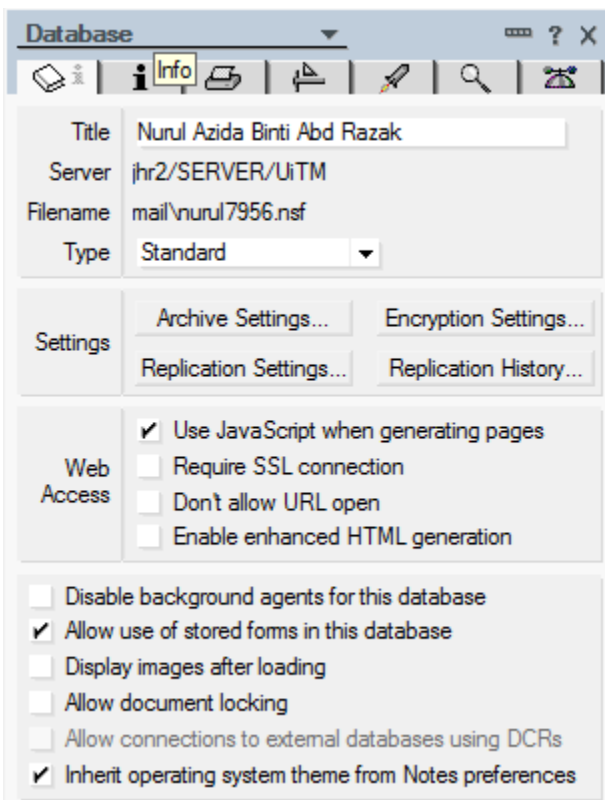 Database
? X
i Info
Title Nurul Azida Binti Abd Razak
Server jhr2/SERVER/UiTM
Filename mail\nurul7956.nsf
Type Standard
Settings
Archive Settings... Encryption Settings...
Replication Settings... Replication History...
Web Access
Use JavaScript when generating pages
Require SSL connection
Don't allow URL open
Enable enhanced HTML generation
Disable background agents for this database
Allow use of stored forms in this database
Display images after loading
Allow document locking
Allow connections to external databases using DCRs
Inherit operating system theme from Notes preferences